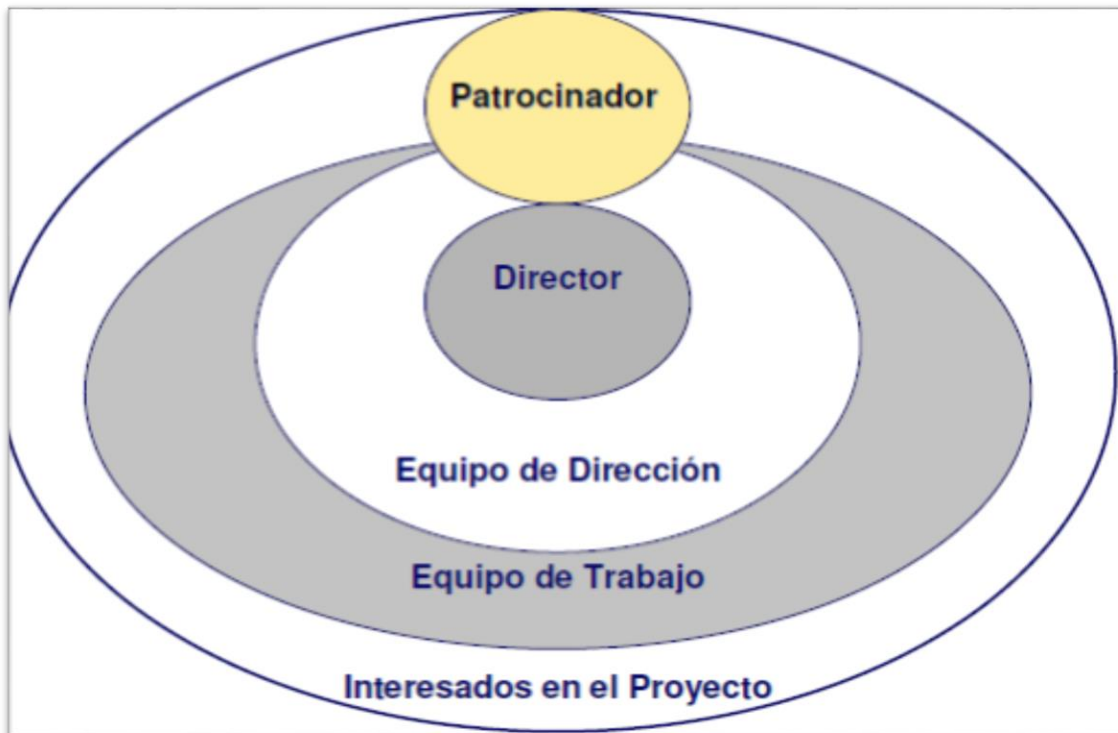 Patrocinador
Director
Equipo de Dirección
Equipo de Trabajo
Interesados en el Proyecto